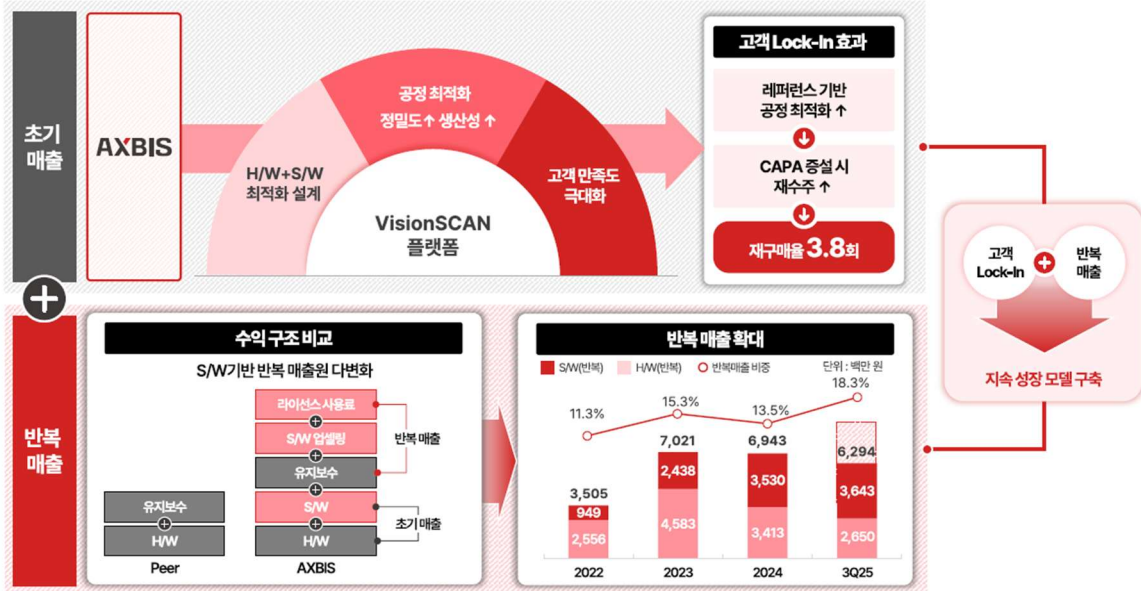 초기
매출
AXBIS
H/W+S/W
최적화 설계
공정 최적화
정밀도↑ 생산성 ↑
고객 만족도
극대화
VisionSCAN
플랫폼
고객 Lock-In 효과
레퍼런스 기반
공정 최적화 ↑
CAPA 증설 시
재수주 ↑
재구매율 3.8회
고객
Lock-In
+
반복
매출
지속 성장 모델 구축
+
반복
매출
수익 구조 비교
S/W기반 반복 매출원 다변화
라이선스 사용료
+
S/W 업셀링
+
유지보수
+
S/W
+
H/W
반복 매출
초기 매출
유지보수
+
H/W
Peer
AXBIS
반복 매출 확대
S/W(반복)
H/W(반복)
반복매출 비중
단위 : 백만 원
11.3%
15.3%
13.5%
18.3%
3,505
949
2,556
7,021
2,438
4,583
6,943
3,530
3,413
6,294
3,643
2,650
2022
2023
2024
3Q25